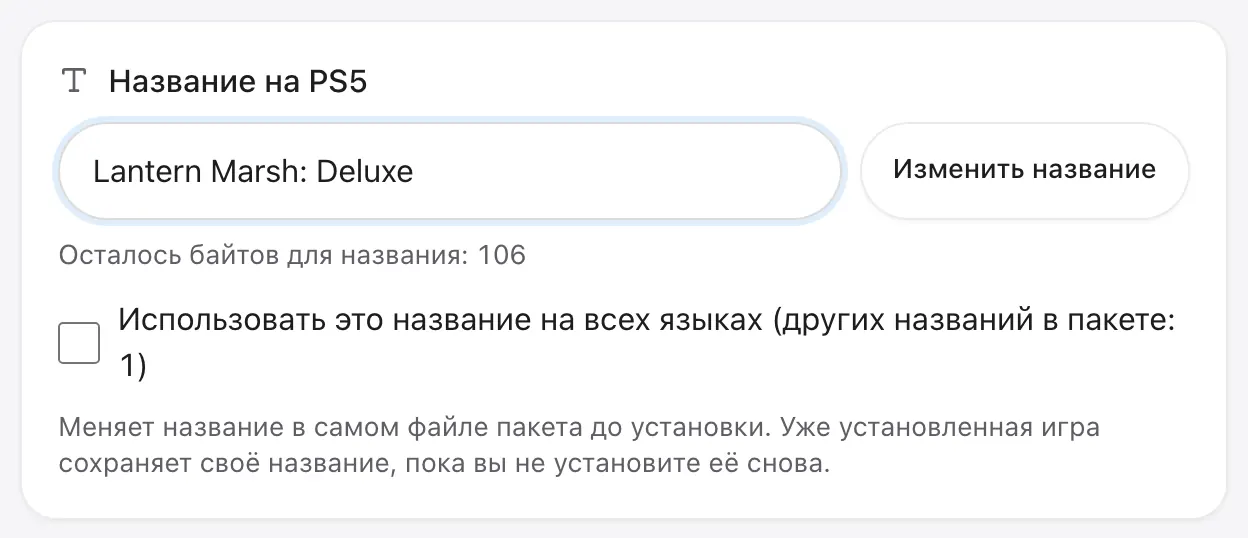 Название на PS5
Lantern Marsh: Deluxe
Изменить название
Осталось байтов для названия: 106
Использовать это название на всех языках (других названий в пакете:
1)
Меняет название в самом файле пакета до установки. Уже установленная игра
сохраняет своё название, пока вы не установите её снова.